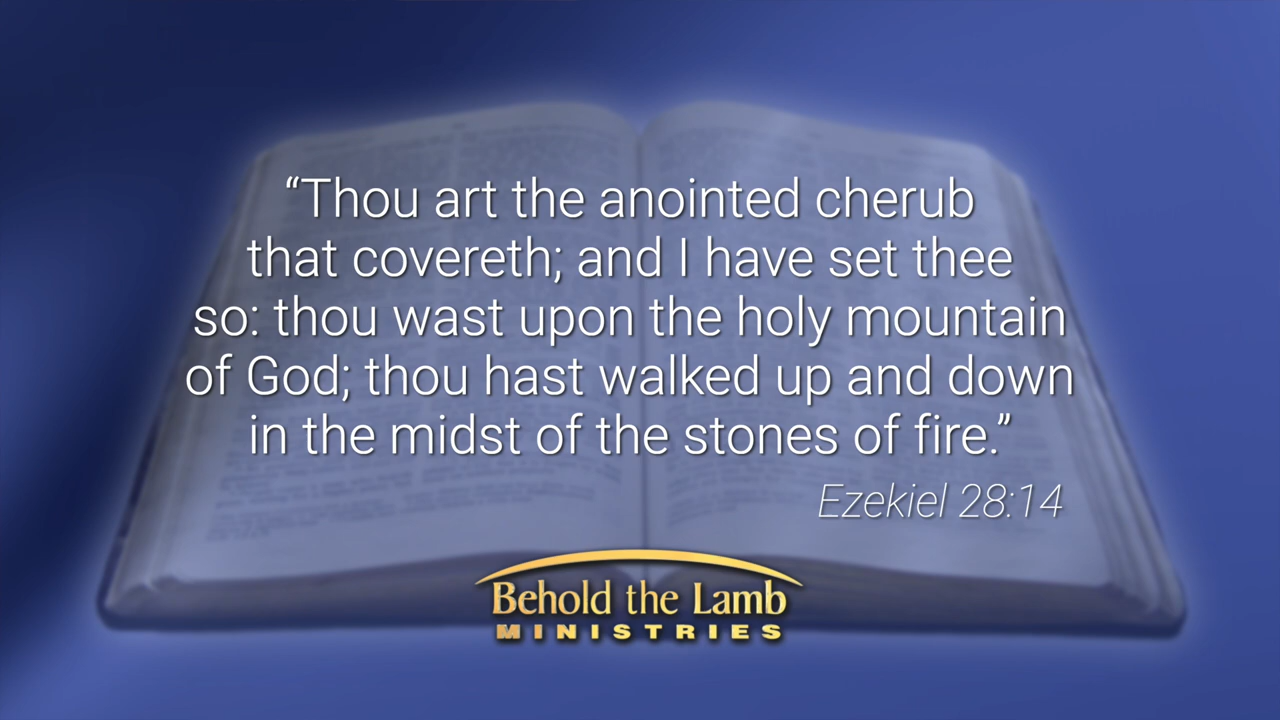 “Thou art the anointed cherub
that covereth; and I have set thee
so: thou wast upon the holy mountain
of God; thou hast walked up and down
in the midst of the stones of fire.”
Ezekiel 28:14
Behold the Lamb
MINISTRIES